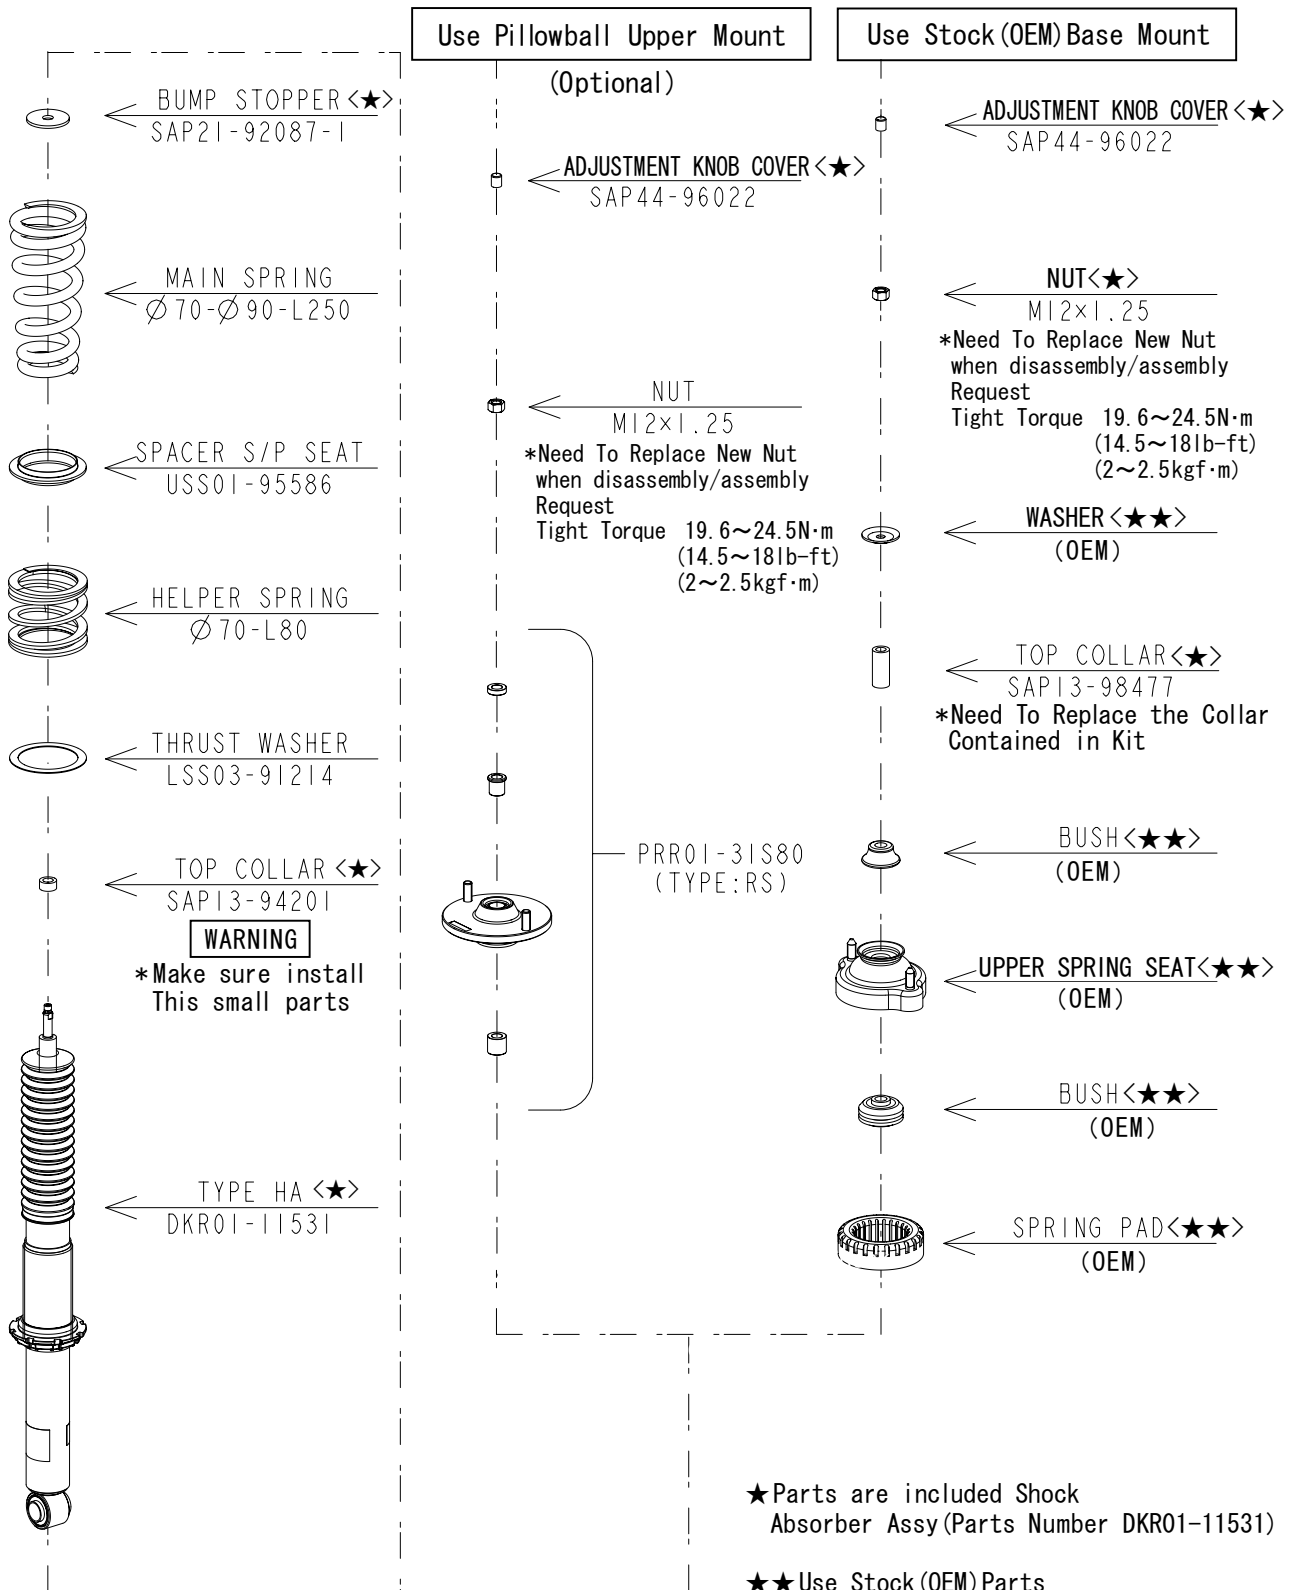 BUMP STOPPER<★>
SAP21-92087-1
MAIN SPRING
Ø70-Ø90-L250
SPACER S/P SEAT
USS01-95586
HELPER SPRING
Ø70-L80
THRUST WASHER
LSS03-91214
TOP COLLAR<★>
SAP13-94201
WARNING
*Make sure install
This small parts
TYPE HA<★>
DKR01-11531
Use Pillowball Upper Mount
(Optional)
ADJUSTMENT KNOB COVER<★>
SAP44-96022
NUT
M12×1.25
*Need To Replace New Nut
when disassembly/assembly
Request
Tight Torque 19.6～24.5N·m
(14.5～18lb-ft)
(2～2.5kgf·m)
PRR01-31S80
(TYPE:RS)
Use Stock(OEM)Base Mount
ADJUSTMENT KNOB COVER<★>
SAP44-96022
NUT<★>
M12×1.25
*Need To Replace New Nut
when disassembly/assembly
Request
Tight Torque 19.6～24.5N·m
(14.5～18lb-ft)
(2～2.5kgf·m)
WASHER<★★>
(OEM)
TOP COLLAR<★>
SAP13-98477
*Need To Replace the Collar
Contained in Kit
BUSH<★★>
(OEM)
UPPER SPRING SEAT<★★>
(OEM)
BUSH<★★>
(OEM)
SPRING PAD<★★>
(OEM)
★Parts are included Shock
Absorber Assy(Parts Number DKR01-11531)
★★Use Stock(OEM)Parts